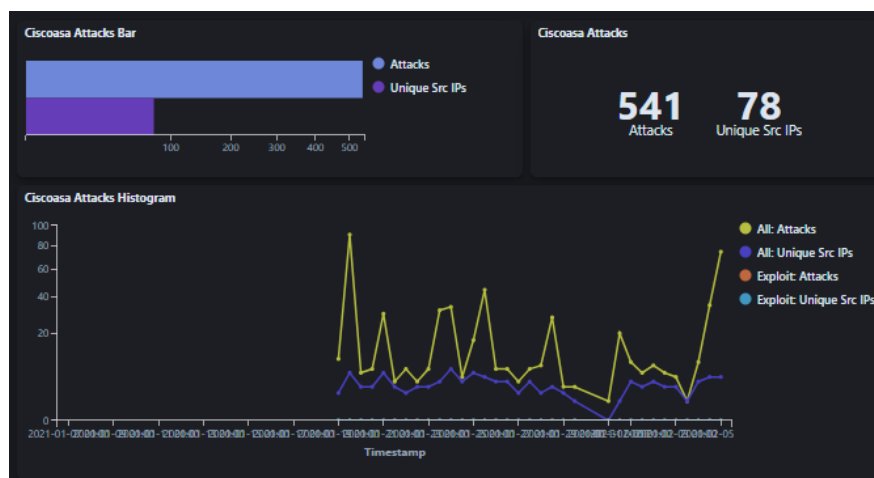 Ciscoasa Attacks Bar
Attacks
Unique Src IPs
100 200 300 400 500
Ciscoasa Attacks
541 78
Attacks Unique Src IPs
Ciscoasa Attacks Histogram
100
80
60
40
20
0
All: Attacks
All: Unique Src IPs
Exploit: Attacks
Exploit: Unique Src IPs
Timestamp